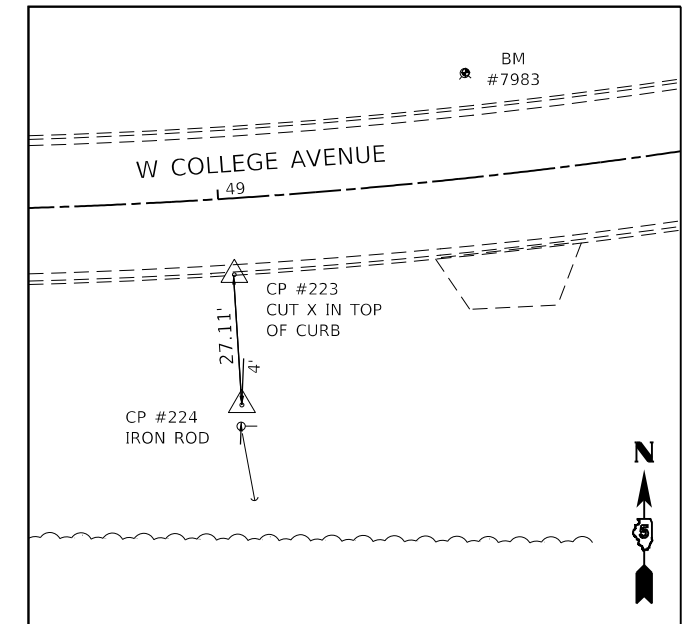 BM
#7983
W COLLEGE AVENUE
49
CP #223
CUT X IN TOP
OF CURB
27.11'
4'
CP #224
IRON ROD
N
5